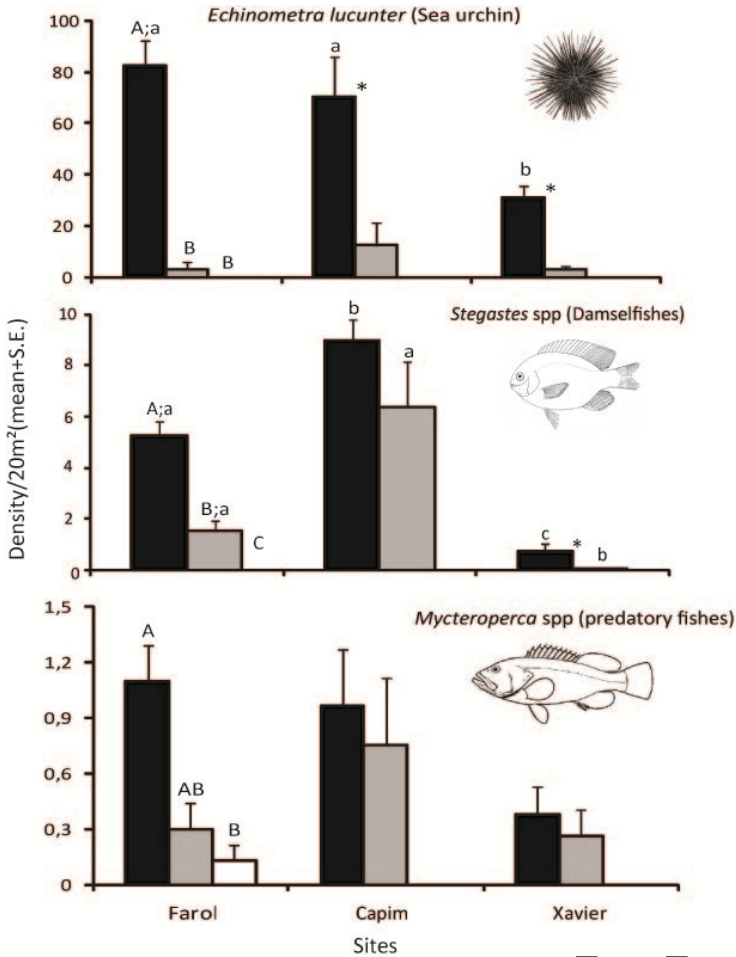 Echinometra lucunter (Sea urchin)
100
80
60
40
20
0
A;a
B
B
a
*
b
*
Stegastes spp (Damselfishes)
10
8
6
4
2
0
A;a
B;a
C
b
a
c
*
b
Mycteroperca spp (predatory fishes)
1,5
1,2
0,9
0,6
0,3
0
A
AB
B
Density/20m²(mean+S.E.)
Farol Capim Xavier
Sites